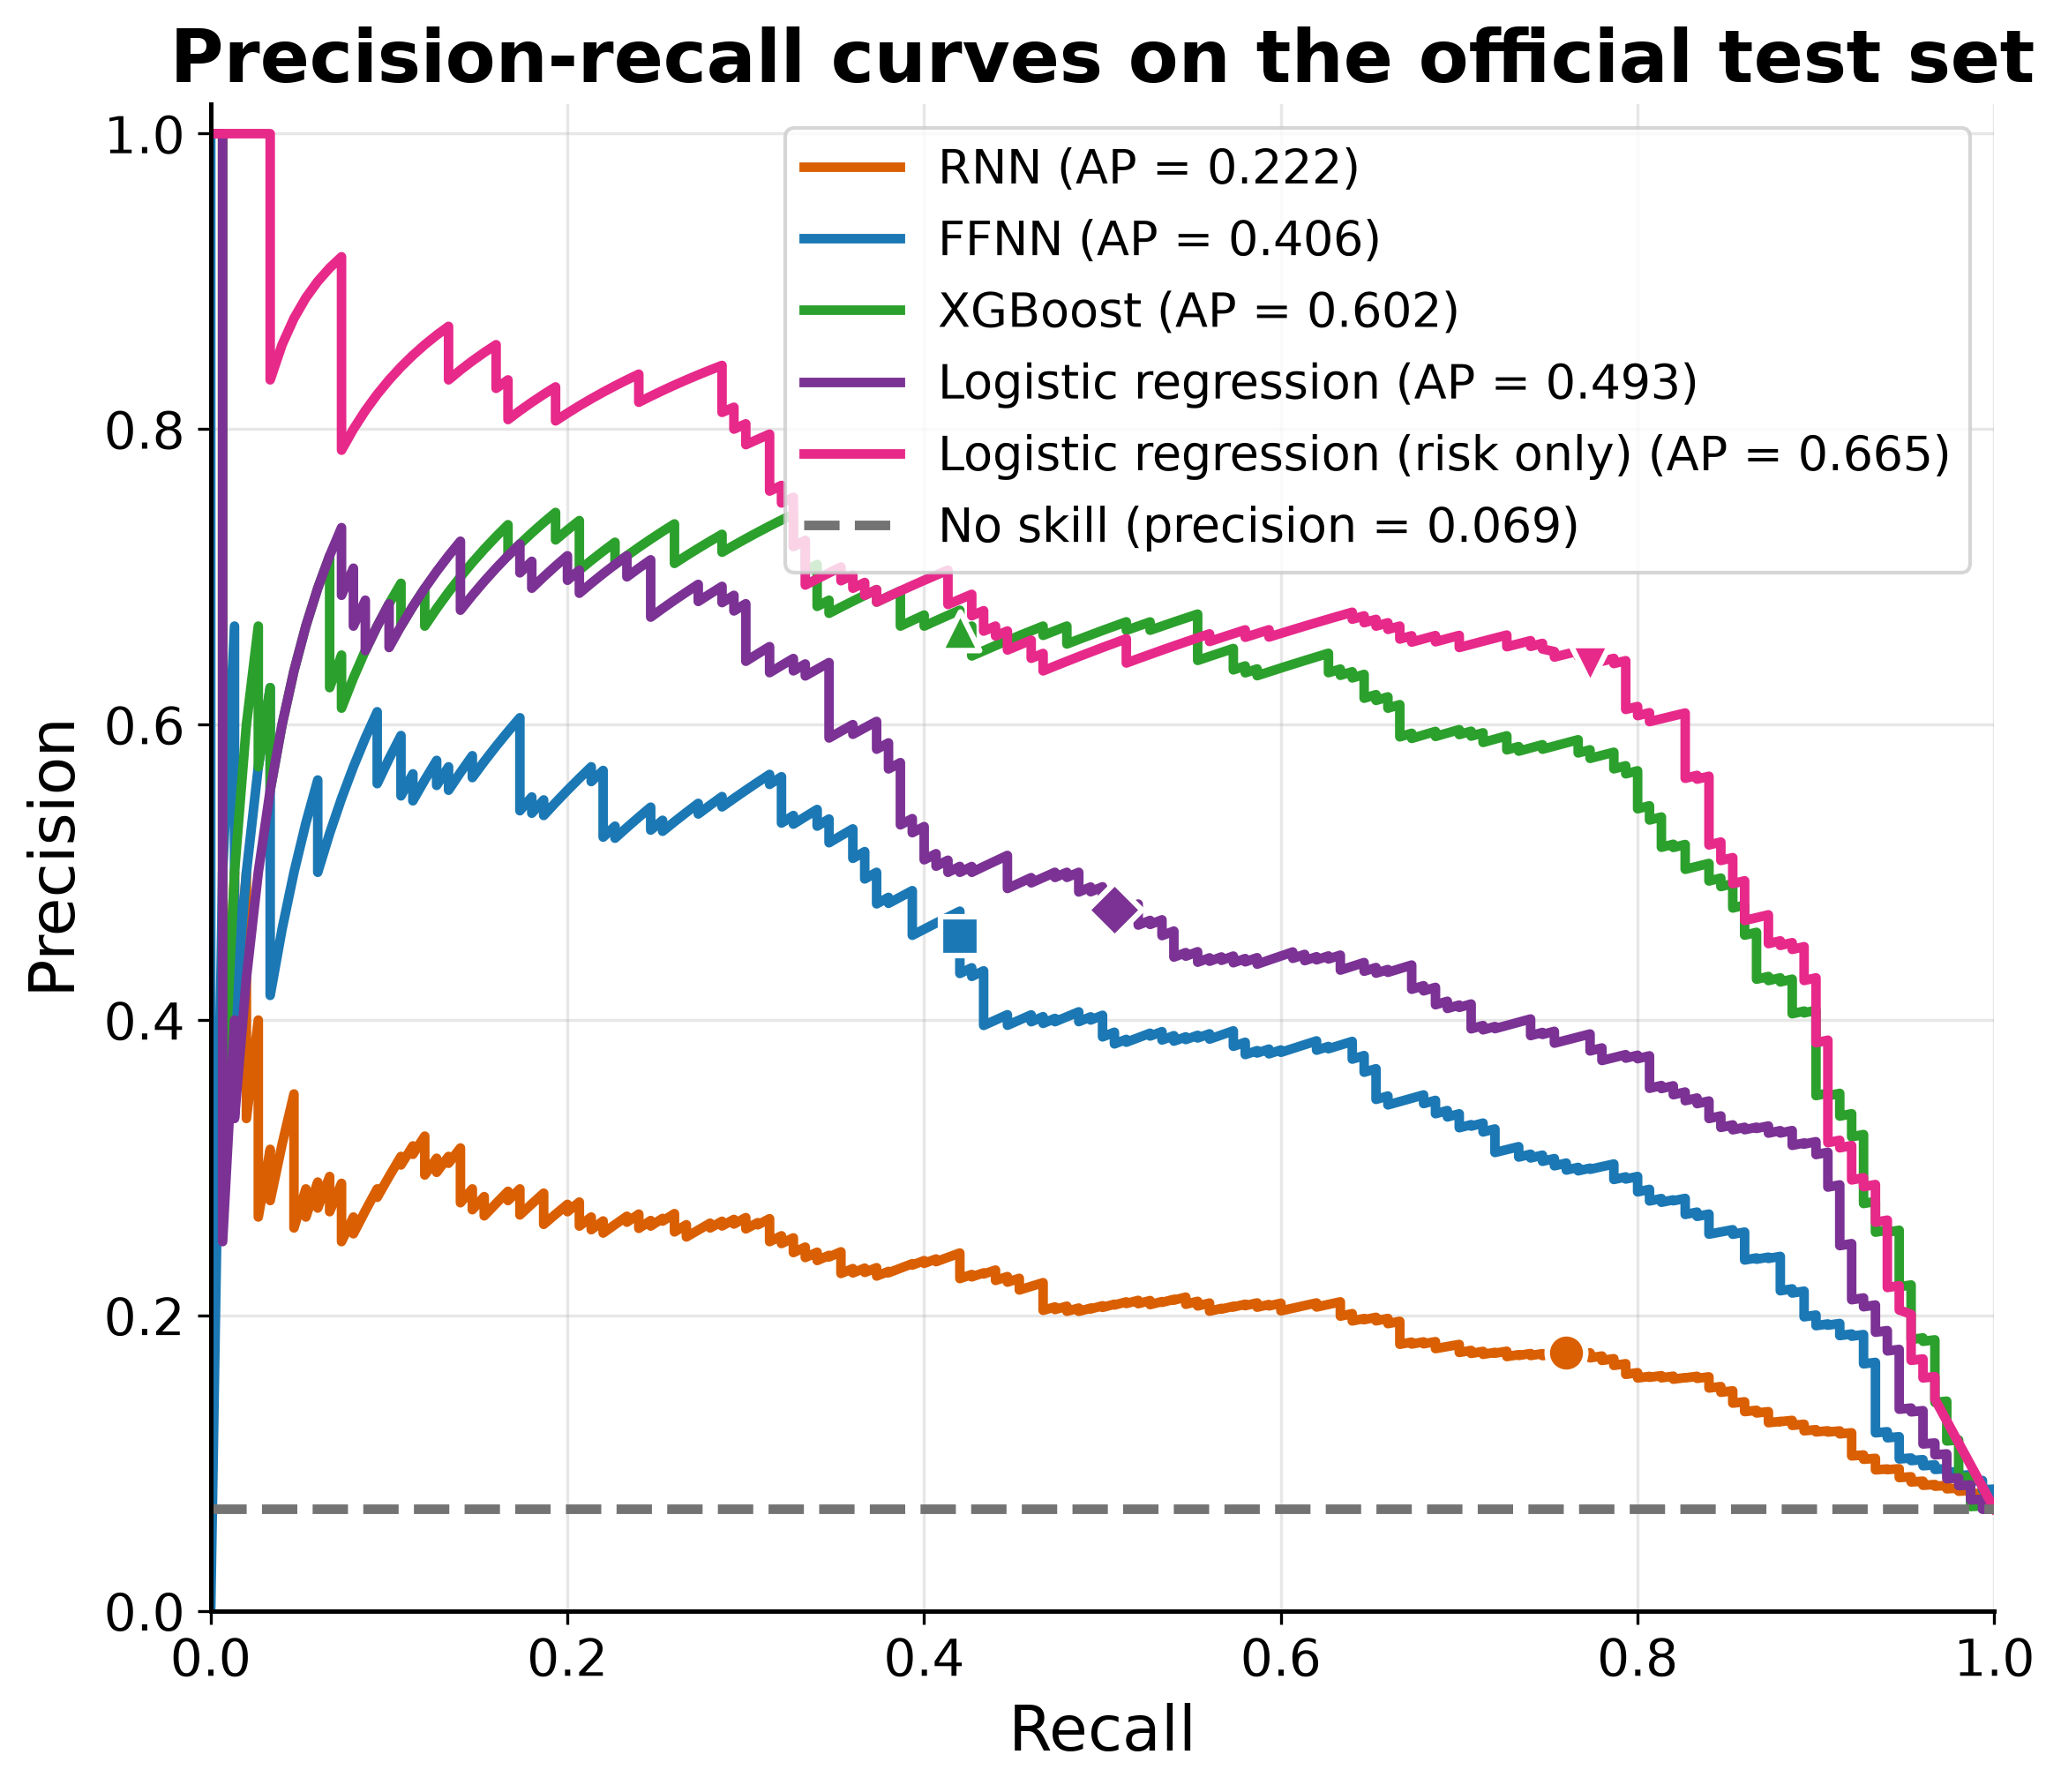 Precision-recall curves on the official test set
RNN (AP = 0.222)
FFNN (AP = 0.406)
XGBoost (AP = 0.602)
Logistic regression (AP = 0.493)
Logistic regression (risk only) (AP = 0.665)
No skill (precision = 0.069)
Precision
1.0
0.8
0.6
0.4
0.2
0.0
0.0 0.2 0.4 0.6 0.8 1.0
Recall